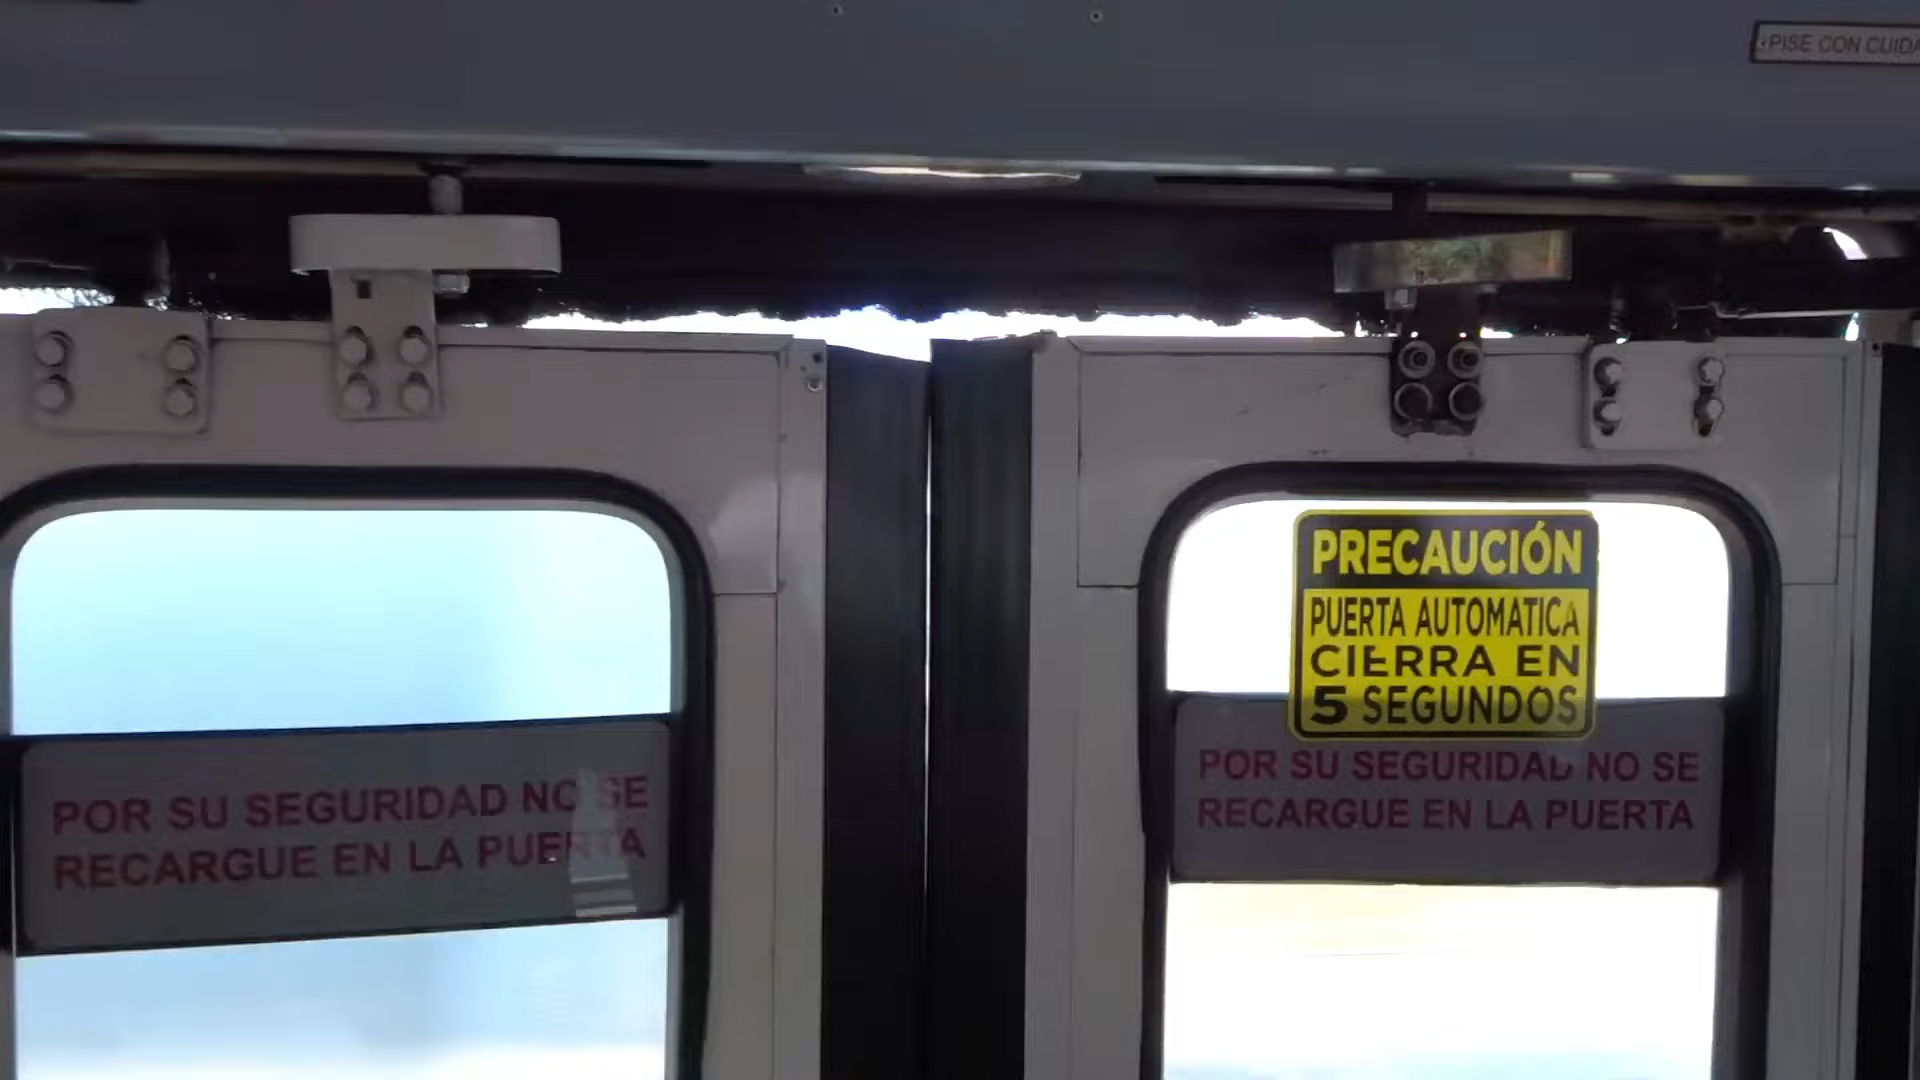 PISE CON
PRECAUCIÓN
PUERTA AUTOMATICA
CIERRA EN
5 SEGUNDOS
POR SU SEGURIDAD NO SE
RECARGUE EN LA PUERTA
POR SU SEGURIDAD NO SE
RECARGUE EN LA PUERTA